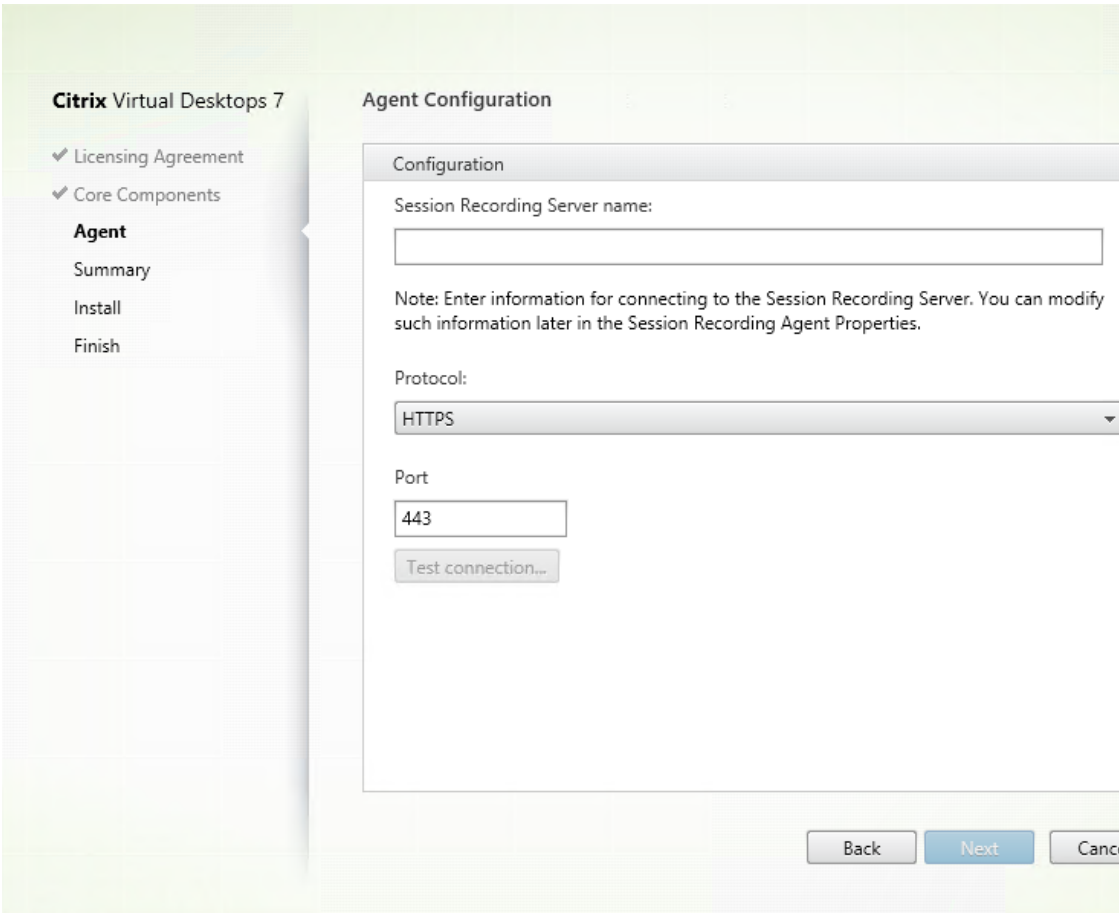 Citrix Virtual Desktops 7
Licensing Agreement
Core Components
Agent
Summary
Install
Finish
Agent Configuration
Configuration
Session Recording Server name:
Note: Enter information for connecting to the Session Recording Server. You can modify
such information later in the Session Recording Agent Properties.
Protocol:
HTTPS
Port
443
Test connection...
Back
Next
Canc